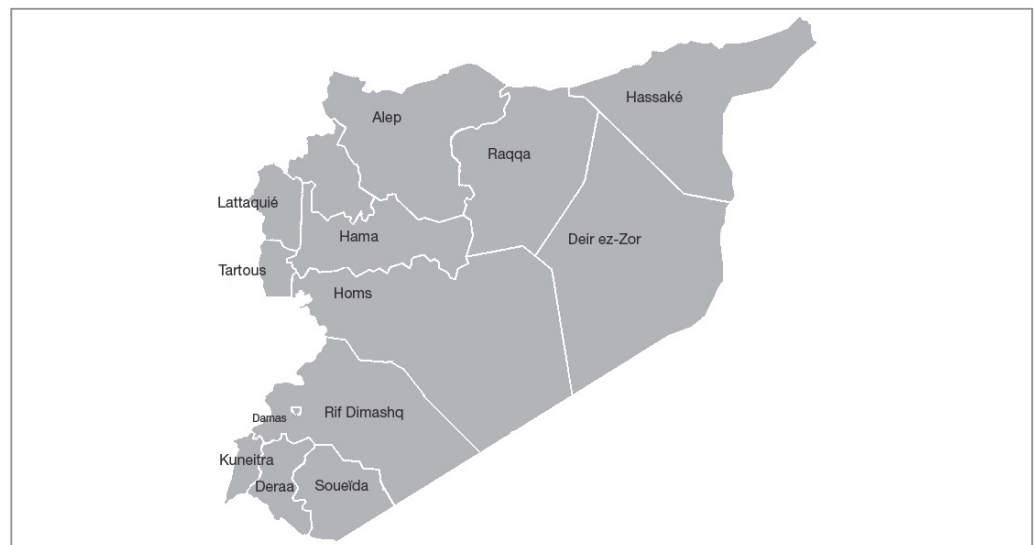 Hassaké
Alep
Raqqa
Lattaquié
Hama
Deir ez-Zor
Tartous
Homs
Rif Dimashq
Damas
Kuneitra
Deraa
Soueïda